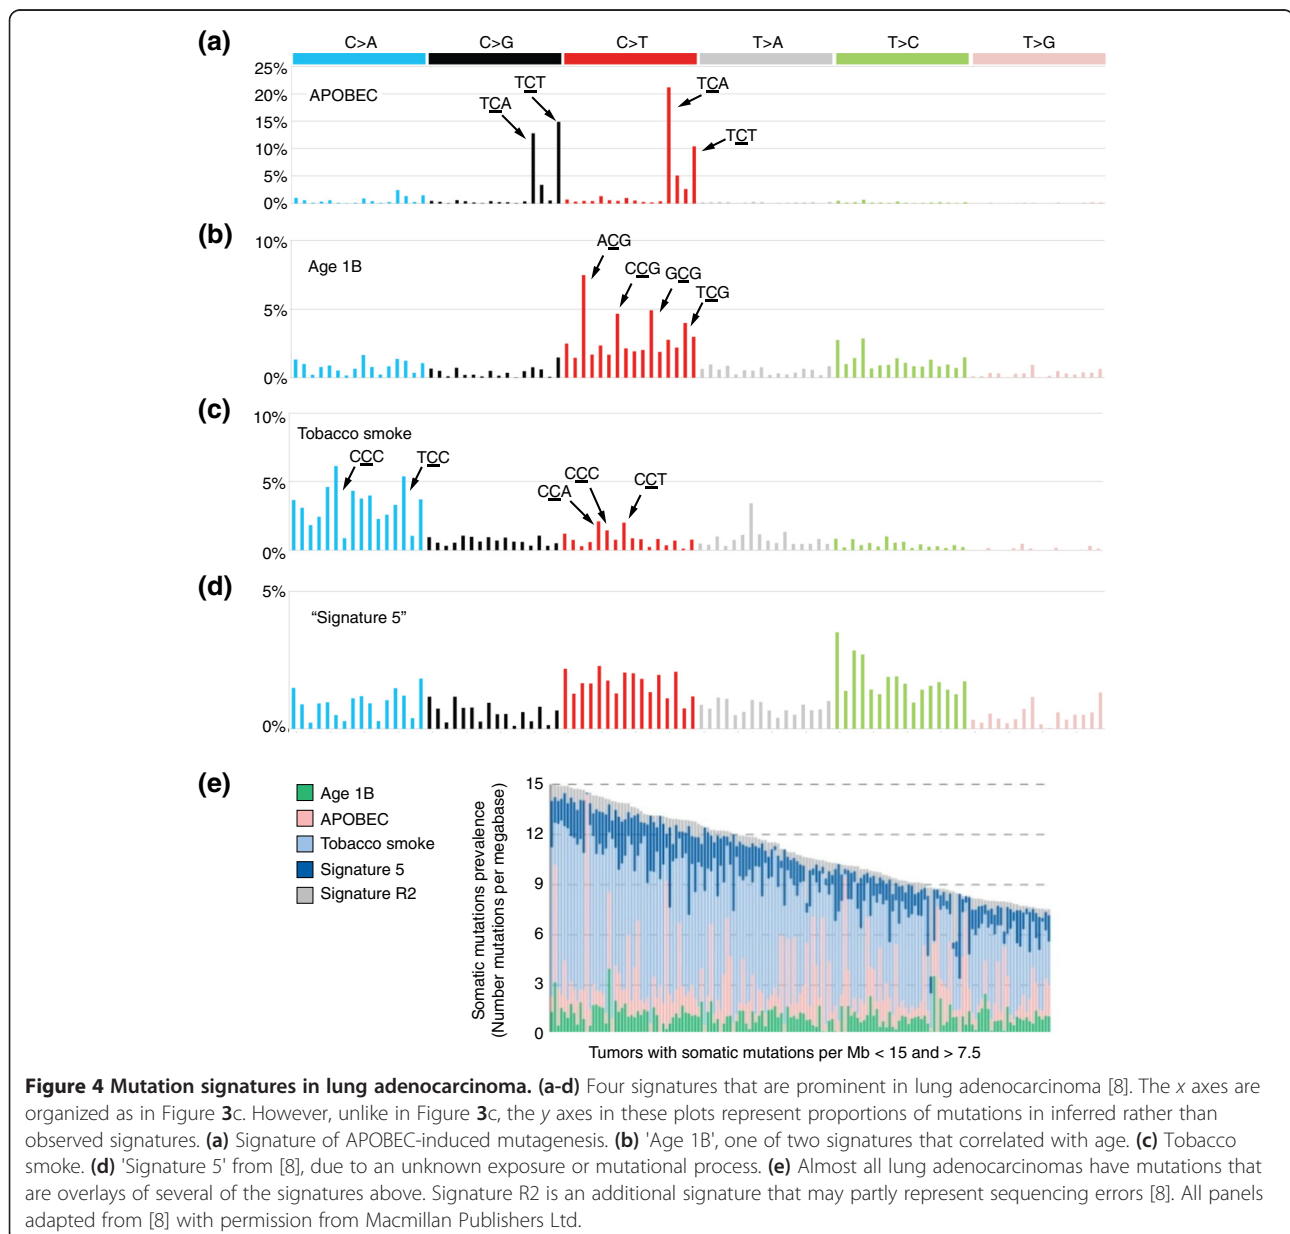 (a)
C>A C>G C>T T>A T>C T>G
25%
20%
15%
10%
5%
0%
APOBEC
TCA
TCT
TCA
TCT
(b)
10%
5%
0%
Age 1B
ACG
CCG
GCG
TCG
(c)
10%
5%
0%
Tobacco smoke
CCC
TCC
CCA
CCC
CCT
(d)
5%
0%
“Signature 5”
(e)
Age 1B
APOBEC
Tobacco smoke
Signature 5
Signature R2
Somatic mutations prevalence
(Number mutations per megabase)
15
12
9
6
3
0
Tumors with somatic mutations per Mb < 15 and > 7.5
Figure 4 Mutation signatures in lung adenocarcinoma. (a-d) Four signatures that are prominent in lung adenocarcinoma [8]. The x axes are
organized as in Figure 3c. However, unlike in Figure 3c, the y axes in these plots represent proportions of mutations in inferred rather than
observed signatures. (a) Signature of APOBEC-induced mutagenesis. (b) 'Age 1B', one of two signatures that correlated with age. (c) Tobacco
smoke. (d) 'Signature 5' from [8], due to an unknown exposure or mutational process. (e) Almost all lung adenocarcinomas have mutations that
are overlays of several of the signatures above. Signature R2 is an additional signature that may partly represent sequencing errors [8]. All panels
adapted from [8] with permission from Macmillan Publishers Ltd.